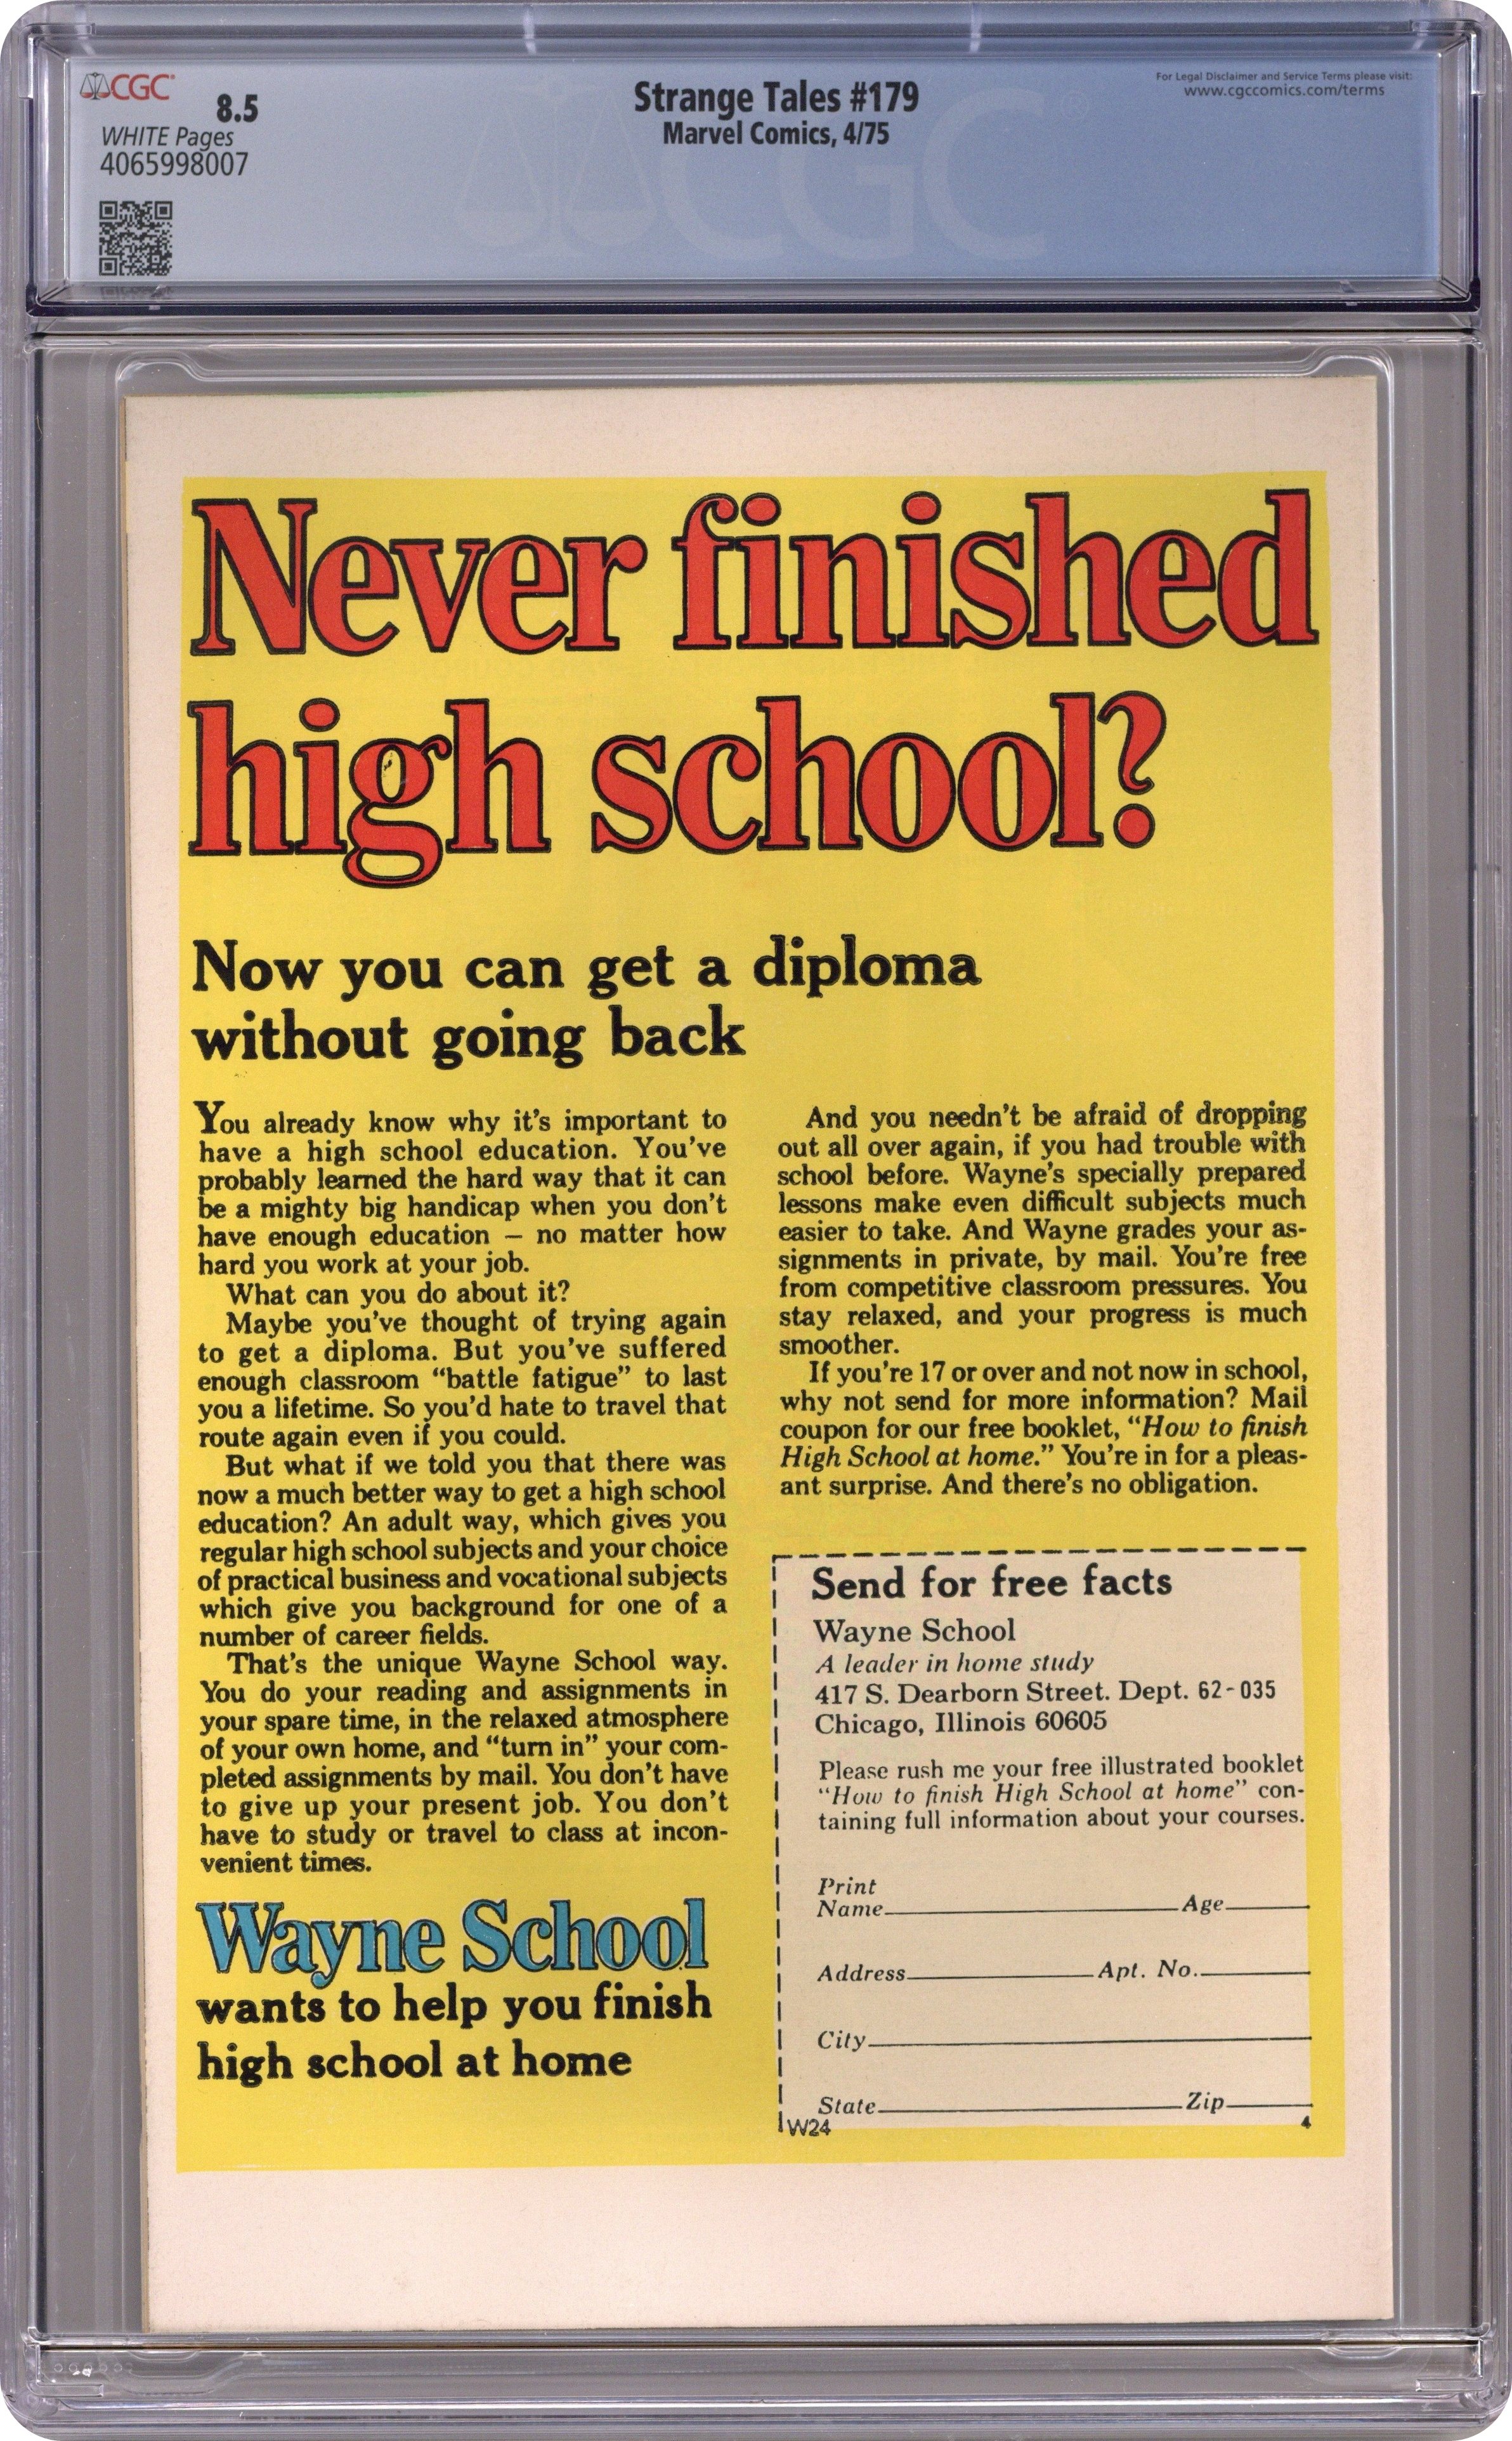 CGC
8.5
WHITE Pages
4065998007
Strange Tales #179
Marvel Comics, 4/75
For Legal Disclaimer and Service Terms please visit:
www.cgccomics.com/terms
CGC
Never finished
high school?
Now you can get a diploma
without going back
You already know why it's important to
have a high school education. You've
probably learned the hard way that it can
be a mighty big handicap when you don't
have enough education – no matter how
hard you work at your job.
What can you do about it?
Maybe you've thought of trying again
to get a diploma. But you've suffered
enough classroom “battle fatigue” to last
you a lifetime. So you'd hate to travel that
route again even if you could.
But what if we told you that there was
now a much better way to get a high school
education? An adult way, which gives you
regular high school subjects and your choice
of practical business and vocational subjects
which give you background for one of a
number of career fields.
That's the unique Wayne School way.
You do your reading and assignments in
your spare time, in the relaxed atmosphere
of your own home, and “turn in” your com-
pleted assignments by mail. You don't have
to give up your present job. You don't
have to study or travel to class at incon-
venient times.
Wayne School
wants to help you finish
high school at home
And you needn't be afraid of dropping
out all over again, if you had trouble with
school before. Wayne's specially prepared
lessons make even difficult subjects much
easier to take. And Wayne grades your as-
signments in private, by mail. You're free
from competitive classroom pressures. You
stay relaxed, and your progress is much
smoother.
If you're 17 or over and not now in school,
why not send for more information? Mail
coupon for our free booklet, “How to finish
High School at home.” You're in for a pleas-
ant surprise. And there's no obligation.
Send for free facts
Wayne School
A leader in home study
417 S. Dearborn Street. Dept. 62-035
Chicago, Illinois 60605
Please rush me your free illustrated booklet
“How to finish High School at home” con-
taining full information about your courses.
Print
Name Age
Address Apt. No.
City
State Zip
W24 4